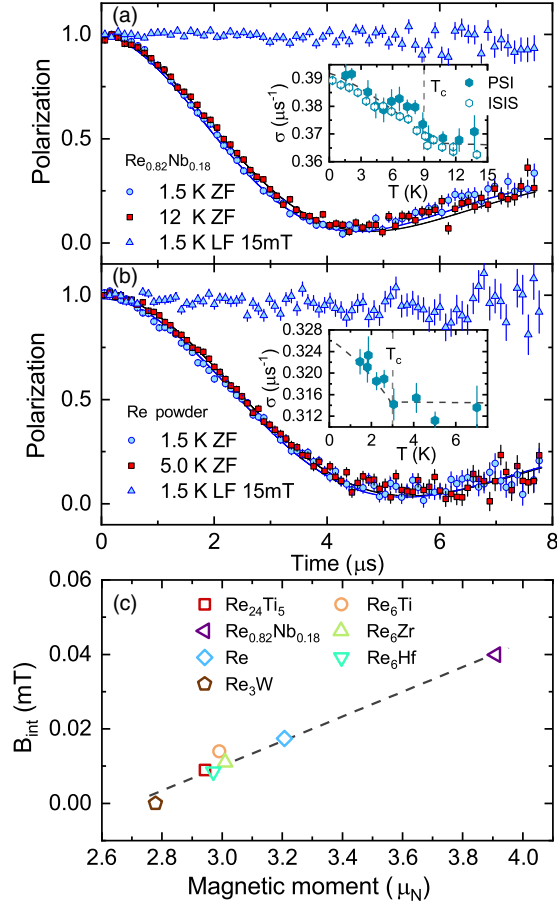 (a)
1.0
0.5
0.0
Polarization
Re0.82Nb0.18
1.5 K ZF
12 K ZF
1.5 K LF 15mT
0.39
0.38
0.37
0.36
σ (μs-1)
Tc
PSI
ISIS
0 3 6 9 12 15
T (K)
(b)
1.0
0.5
0.0
Polarization
Re powder
1.5 K ZF
5.0 K ZF
1.5 K LF 15mT
0.328
0.324
0.320
0.316
0.312
σ (μs-1)
Tc
0 2 4 6
T (K)
0 2 4 6 8
Time (μs)
(c)
0.06
0.04
0.02
0.00
Bint (mT)
Re24Ti5 Re6Ti
Re0.82Nb0.18 Re6Zr
Re Re6Hf
Re3W
2.6 2.8 3.0 3.2 3.4 3.6 3.8 4.0
Magnetic moment (μN)